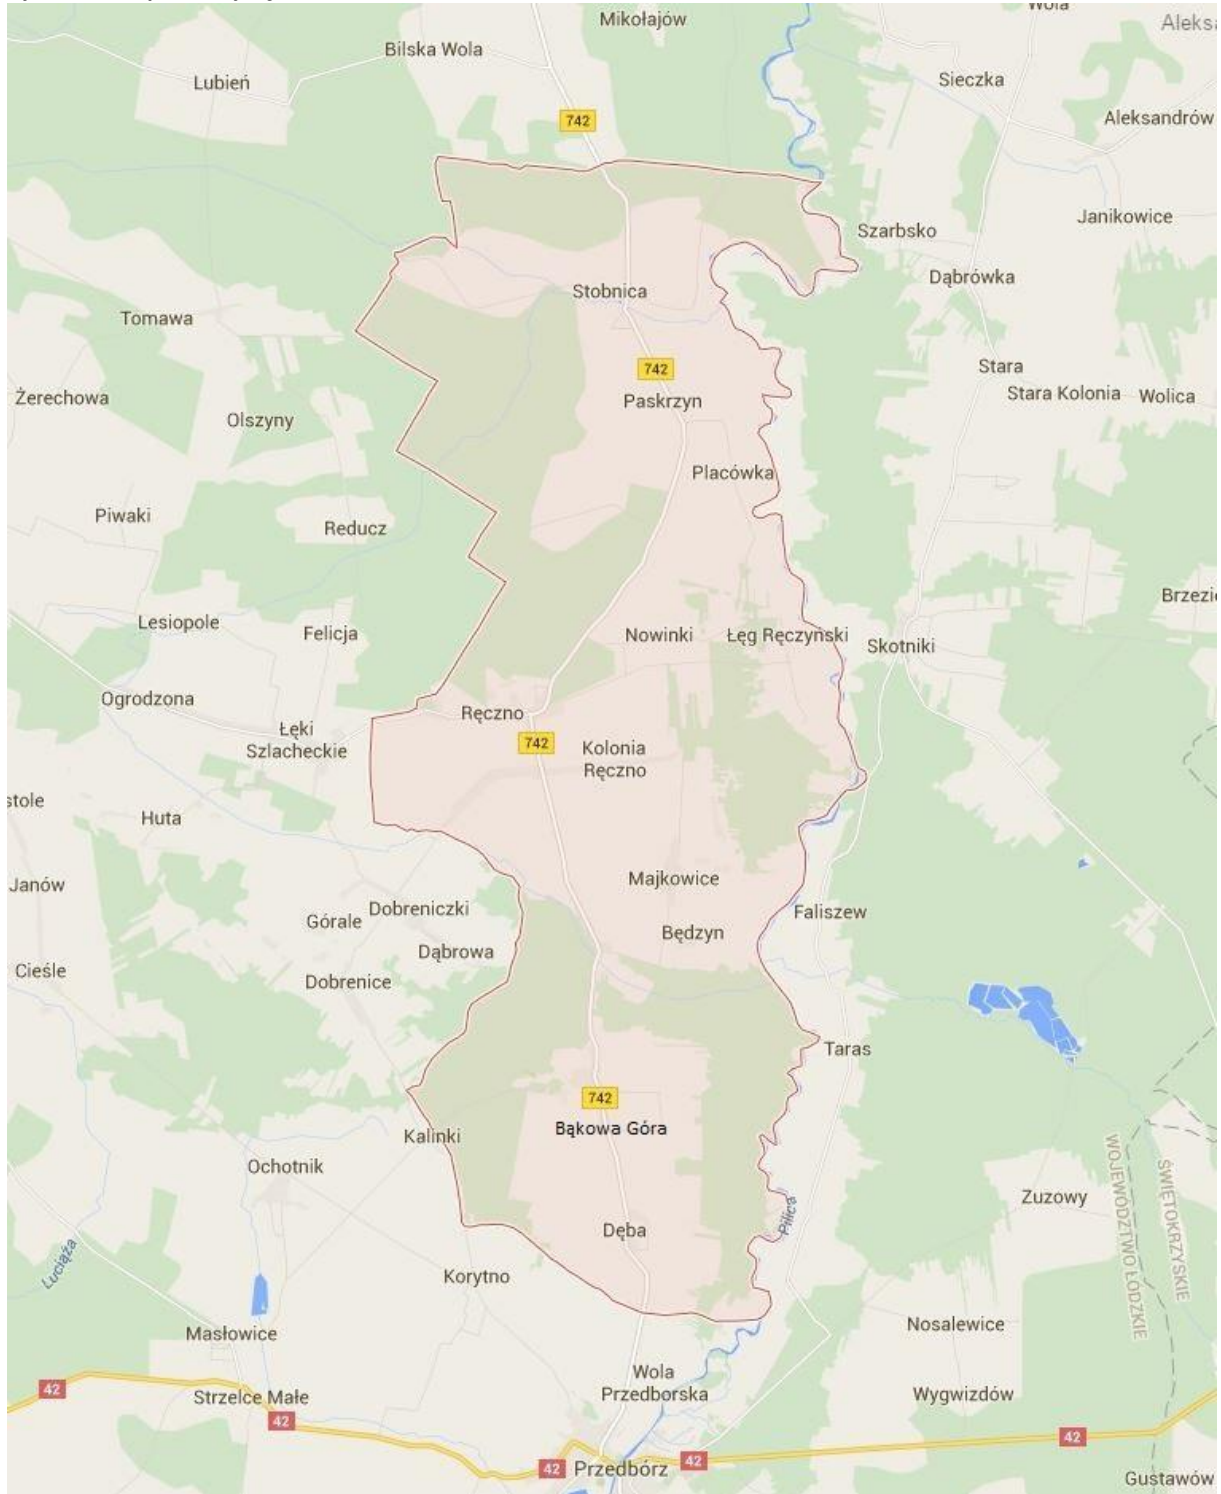 Mikołajów
Wola
Aleksa
Bilska Wola
Lubień
Sieczka
742
Aleksandrów
Janikowice
Szarbsko
Dąbrówka
Stobnica
Tomawa
742
Stara
Żerechowa
Paskrzyn
Stara Kolonia
Wolica
Olszyny
Placówka
Piwaki
Reducz
Brzezi
Lesiopole
Felicja
Nowinki
Łęg Ręczyński
Skotniki
Ogrodzona
Ręczno
Łęki
Szlacheckie
742
Kolonia
Ręczno
stole
Huta
Janów
Majkowice
Dobreniczki
Górale
Faliszew
Będzyn
Dąbrowa
Cieśle
Dobrenice
Taras
742
Bąkowa Góra
Kalinki
Ochotnik
WOJEWÓDZTWO ŁÓDZKIE
ŚWIĘTOKRZYSKIE
Zuzowy
Pilica
Dęba
Luciąża
Korytno
Masłowice
Nosalewice
Wola
Przedborska
42
Strzelce Małe
Wygwizdów
42
42
42
42
Przedbórz
Gustawów